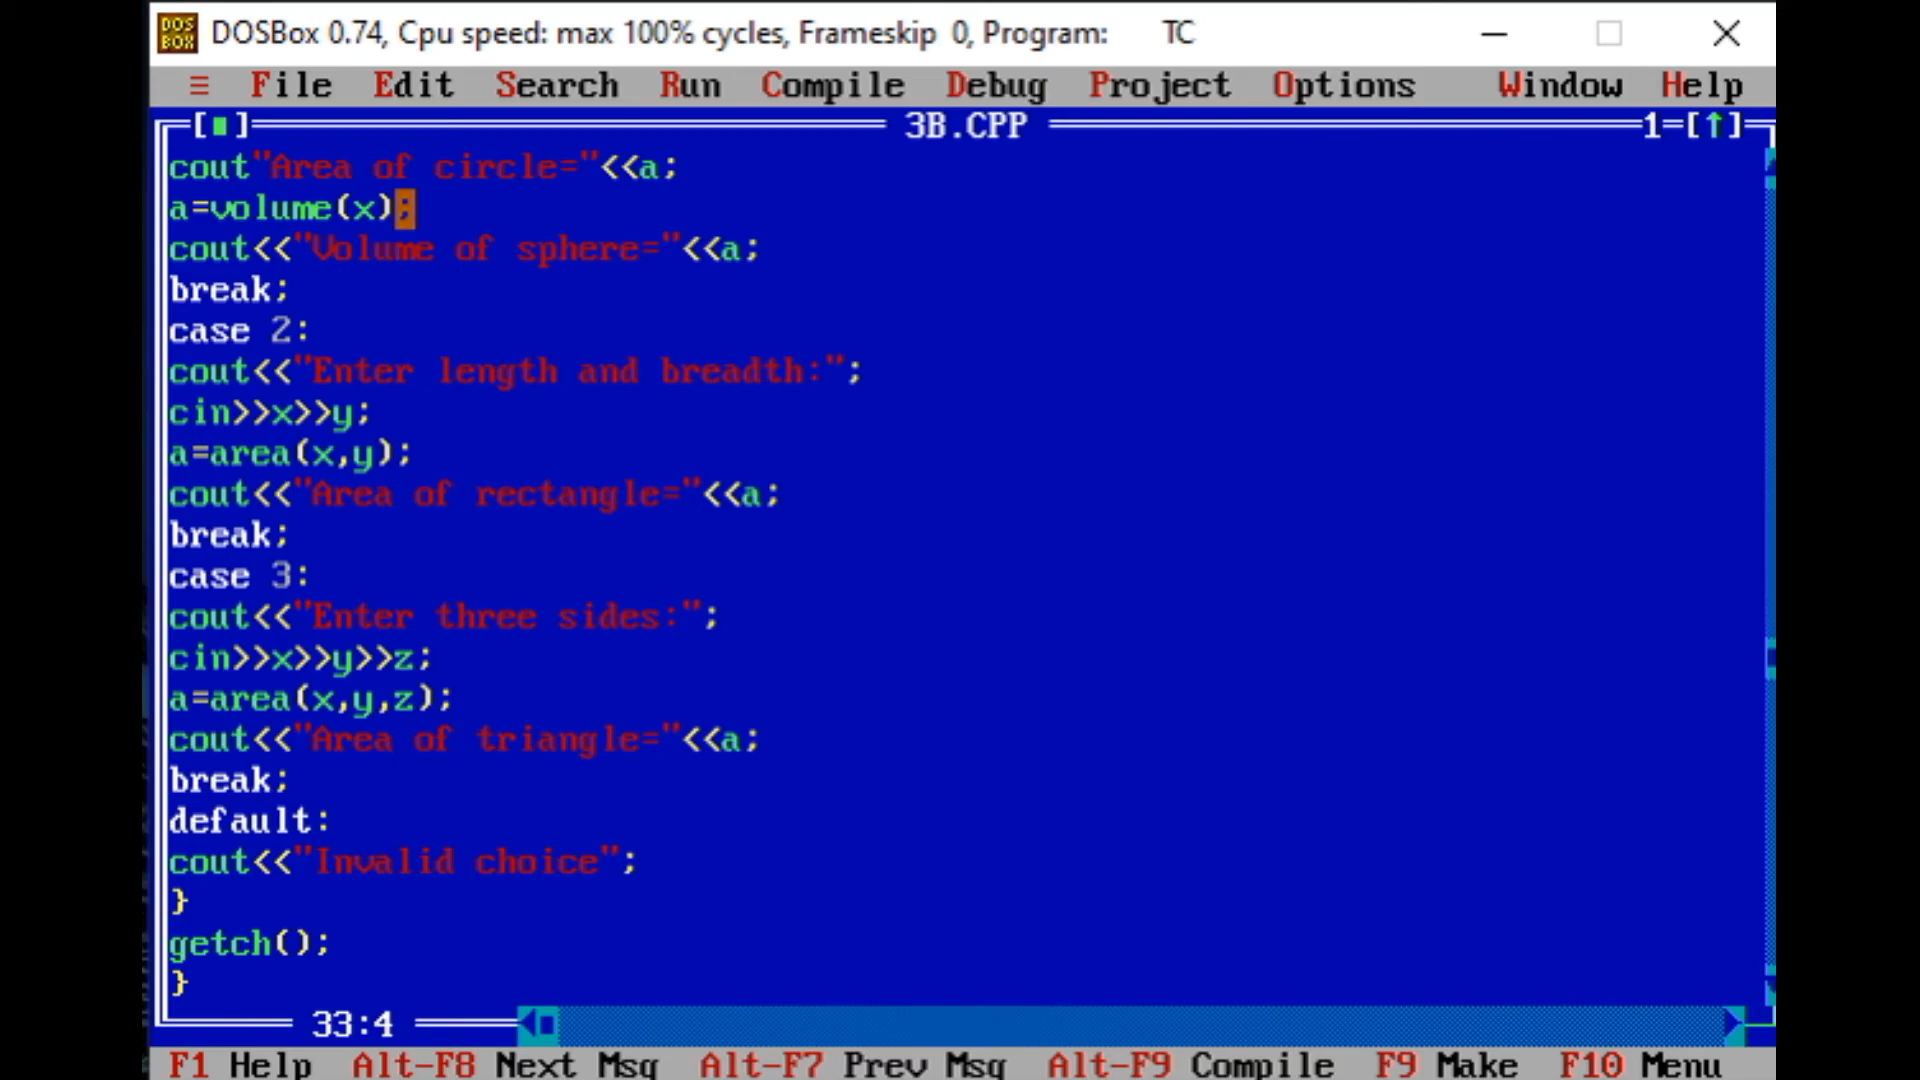 DOS BOX DOSBox 0.74, Cpu speed: max 100% cycles, Frameskip 0, Program: TC
≡ File Edit Search Run Compile Debug Project Options Window Help
[■] 3B.CPP 1=[↑]
cout"Area of circle="<<a;
a=volume(x);
cout<<"Volume of sphere="<<a;
break;
case 2:
cout<<"Enter length and breadth:";
cin>>x>>y;
a=area(x,y);
cout<<"Area of rectangle="<<a;
break;
case 3:
cout<<"Enter three sides:";
cin>>x>>y>>z;
a=area(x,y,z);
cout<<"Area of triangle="<<a;
break;
default:
cout<<"Invalid choice";
}
getch();
}
33:4
F1 Help Alt-F8 Next Msg Alt-F7 Prev Msg Alt-F9 Compile F9 Make F10 Menu